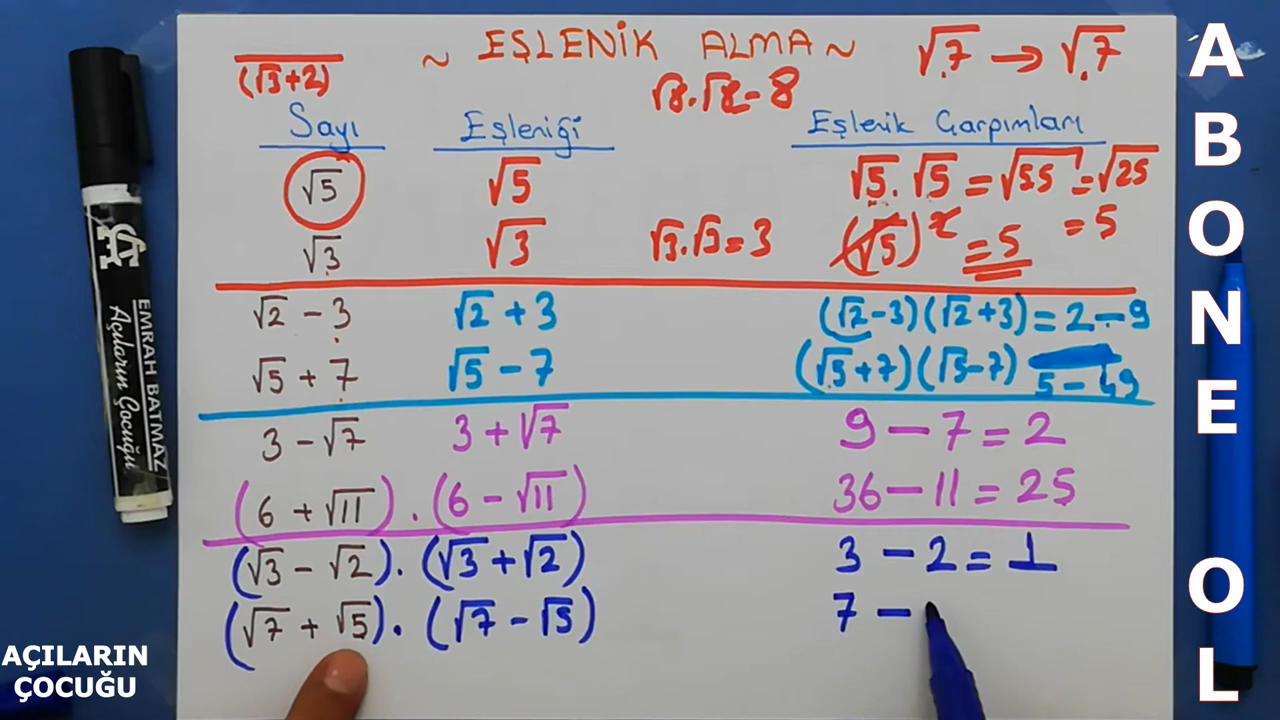 ~ EŞLENİK ALMA ~
√7 → √7
(√3+2)
√8.√8=8
Sayı Eşleniği Eşlenik Çarpımları
√5 √5 √5.√5=√5.5=√25
=5
√3 √3 √3.√3=3 (√5)² =5
√2 - 3 √2 + 3 (√2-3)(√2+3)=2-9
√5 + 7 √5 - 7 (√5+7)(√5-7) 5-49
3 - √7 3 + √7 9 - 7 = 2
(6 + √11).(6 - √11) 36 - 11 = 25
(√3 - √2).(√3 + √2) 3 - 2 = 1
(√7 + √5).(√7 - √5) 7 -
EMRAH BATMAZ
Açıların Çocuğu
AÇILARIN
ÇOCUĞU
ABONE OL